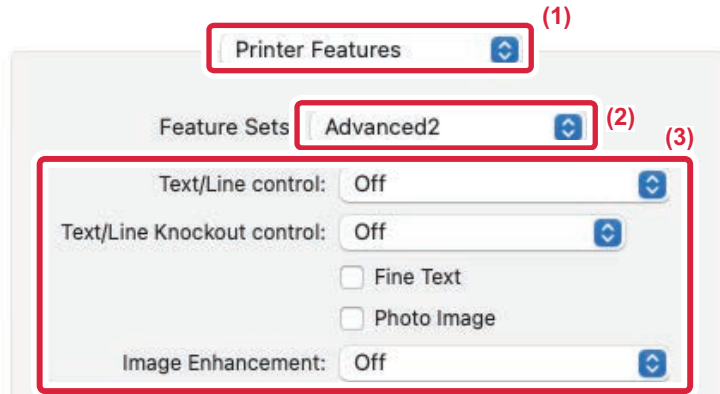 (1)
Printer Features
Feature Sets Advanced2 (2)
(3)
Text/Line control: Off
Text/Line Knockout control: Off
Fine Text
Photo Image
Image Enhancement: Off